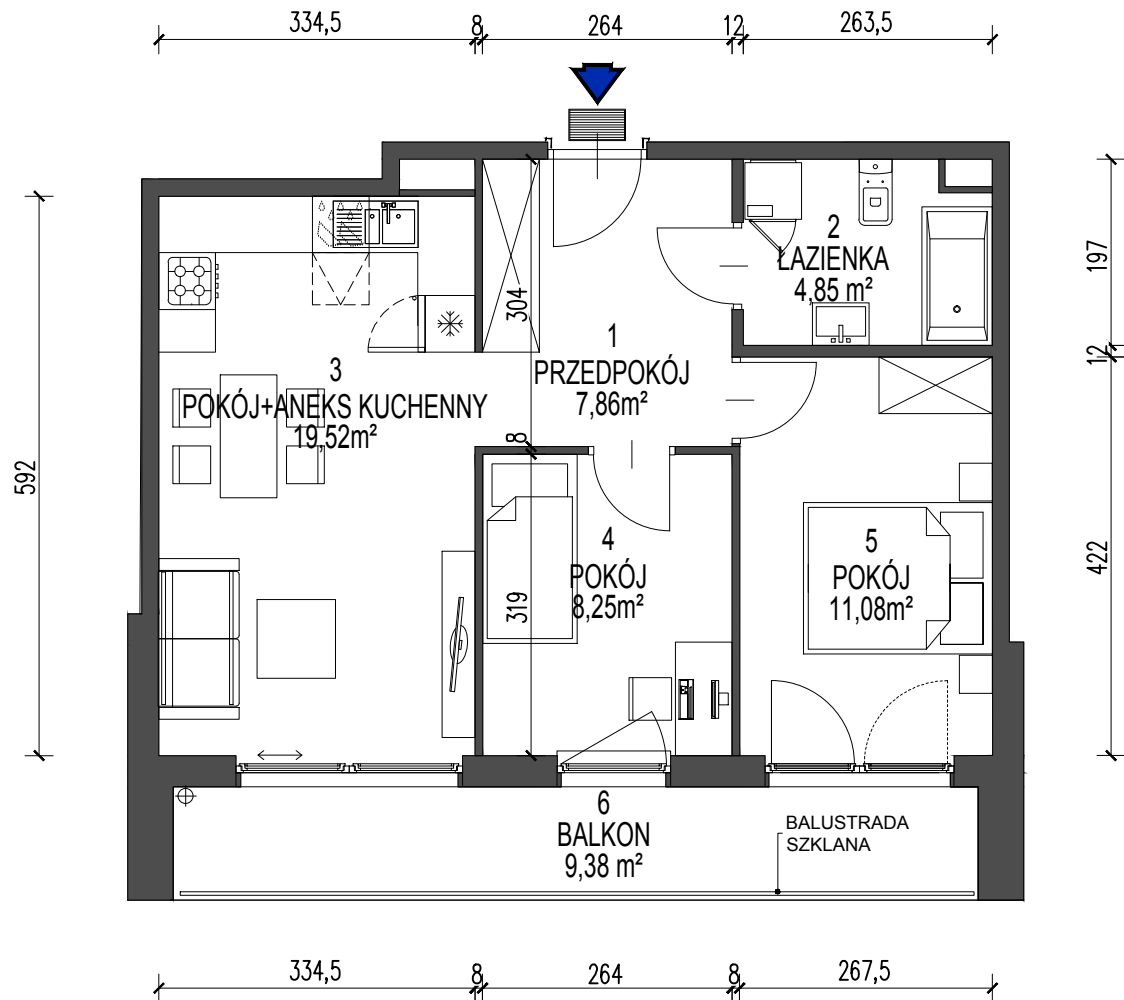 334,5 8 264 12 263,5
2
ŁAZIENKA
4,85 m²
197
304
1
PRZEDPOKÓJ
7,86m²
12
3
POKÓJ+ANEKS KUCHENNY
19,52m²
8
592
4
POKÓJ
8,25m²
319
5
POKÓJ
11,08m²
422
6
BALKON
9,38 m²
BALUSTRADA
SZKLANA
334,5 8 264 8 267,5